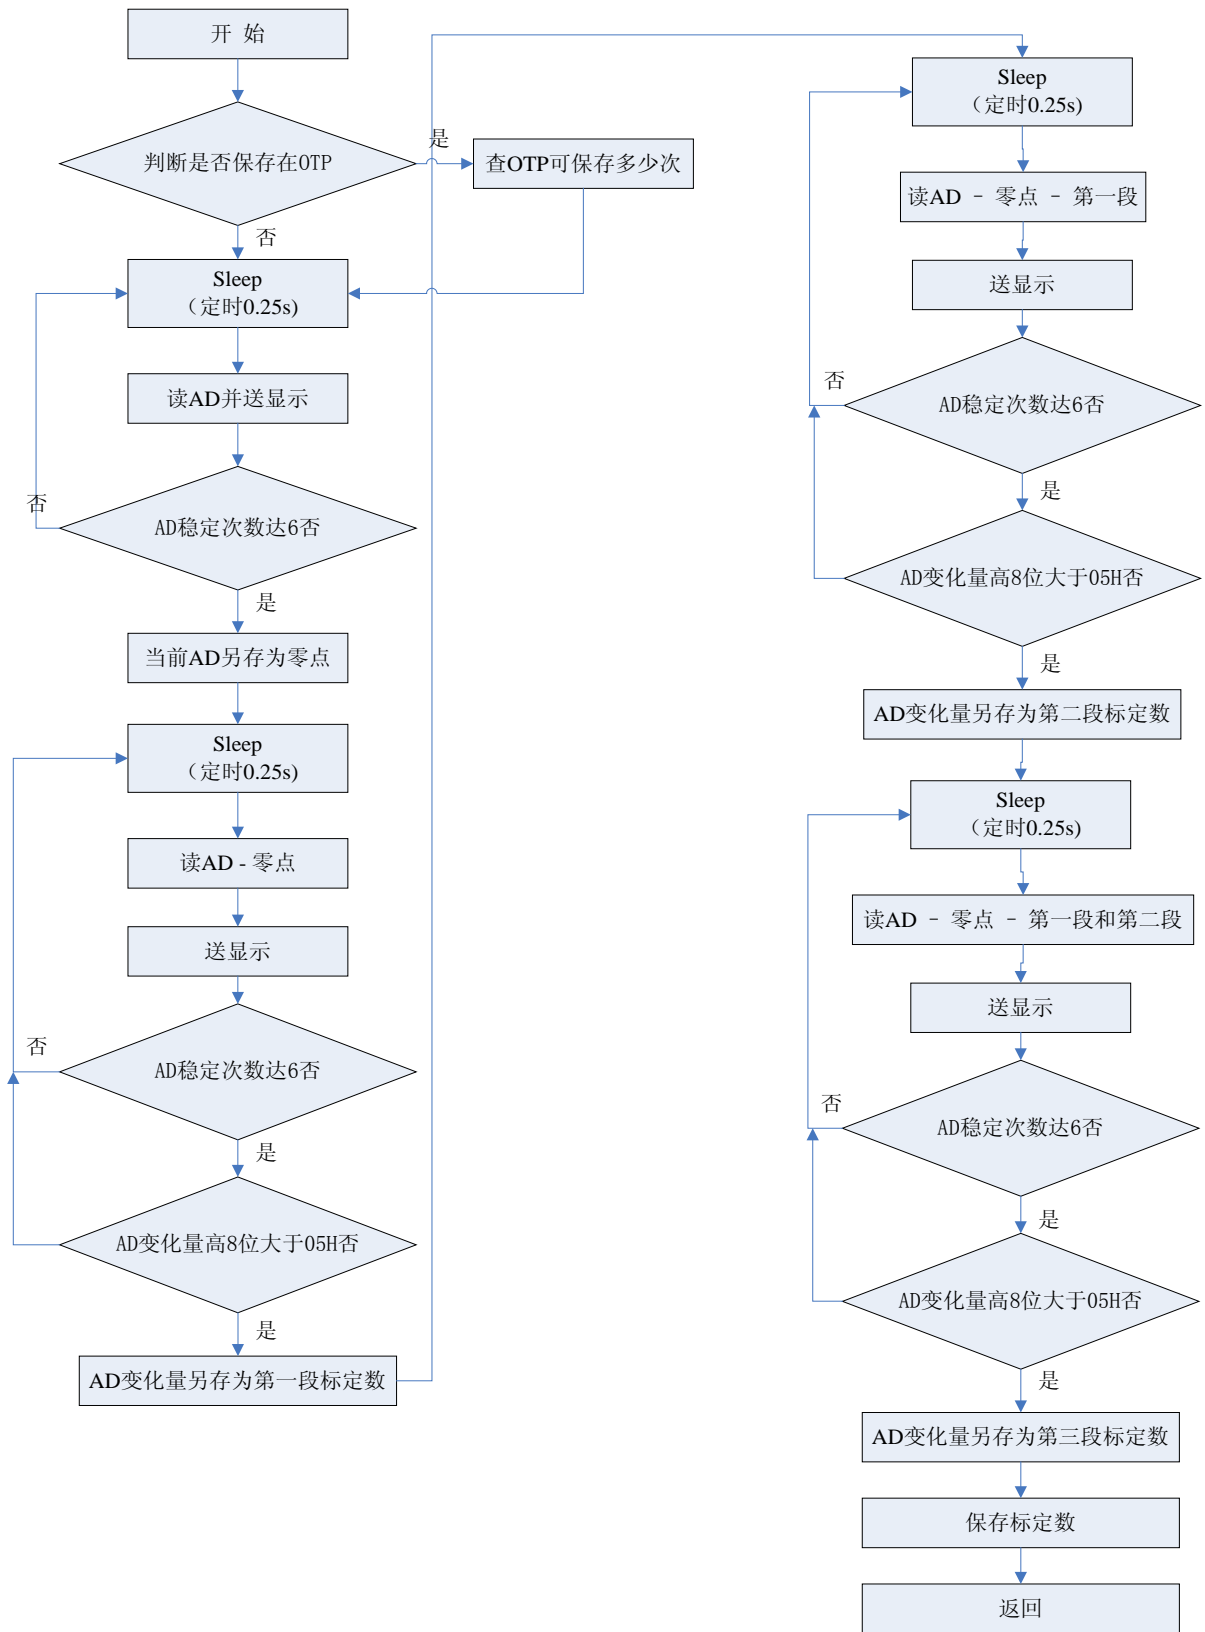 开 始
判断是否保存在OTP
是
查OTP可保存多少次
否
Sleep
（定时0.25s)
读AD并送显示
否
AD稳定次数达6否
是
当前AD另存为零点
Sleep
（定时0.25s)
读AD - 零点
送显示
否
AD稳定次数达6否
是
AD变化量高8位大于05H否
是
AD变化量另存为第一段标定数
Sleep
（定时0.25s)
读AD - 零点 - 第一段
送显示
否
AD稳定次数达6否
是
AD变化量高8位大于05H否
是
AD变化量另存为第二段标定数
Sleep
（定时0.25s)
读AD - 零点 - 第一段和第二段
送显示
否
AD稳定次数达6否
是
AD变化量高8位大于05H否
是
AD变化量另存为第三段标定数
保存标定数
返回